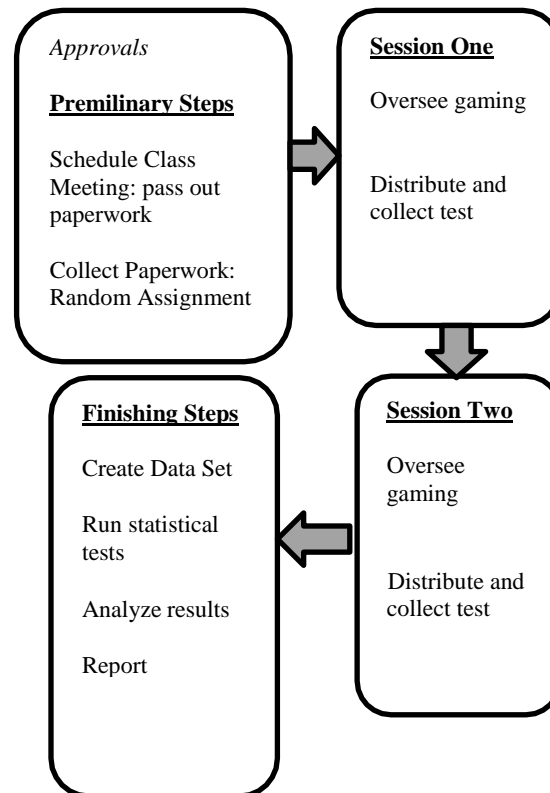 Approvals
Premilinary Steps
Schedule Class
Meeting: pass out
paperwork
Collect Paperwork:
Random Assignment
Session One
Oversee gaming
Distribute and
collect test
Session Two
Oversee
gaming
Distribute and
collect test
Finishing Steps
Create Data Set
Run statistical
tests
Analyze results
Report